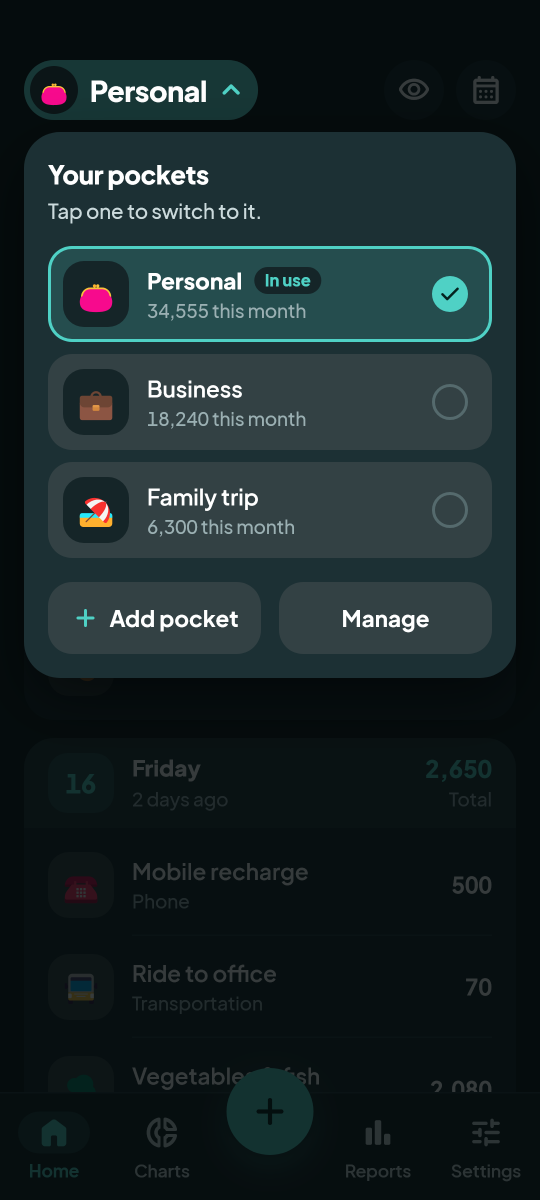 Personal
Your pockets
Tap one to switch to it.
Personal In use
34,555 this month
Business
18,240 this month
Family trip
6,300 this month
+ Add pocket
Manage
16
Friday
2,650
2 days ago
Total
Mobile recharge
500
Phone
Ride to office
70
Transportation
Vegetables
2,080
Home
Charts
Reports
Settings